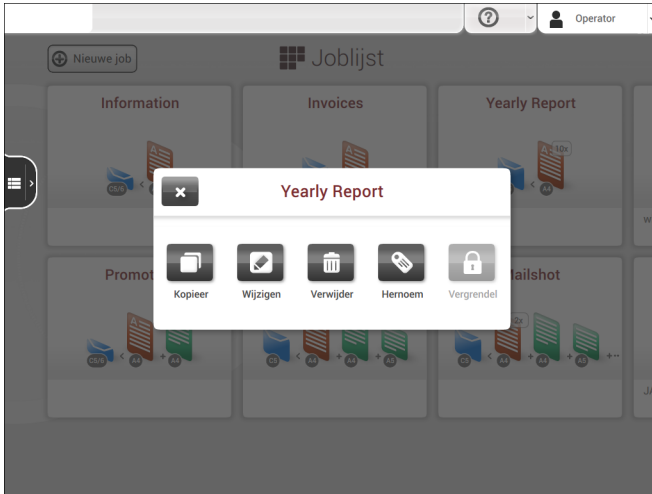 Operator
Nieuwe job
Joblijst
Information
Invoices
Yearly Report
A
A
A
10x
C5/6
A4
Yearly Report
Kopieer
Wijzigen
Verwijder
Hernoem
Vergrendel
Promot
Mailshot
A
A
A
2x
C5/6
<
A4
+
A4
C5
<
A4
+
A4
+
A5
C5
<
A4
+
A4
+
A5
+--